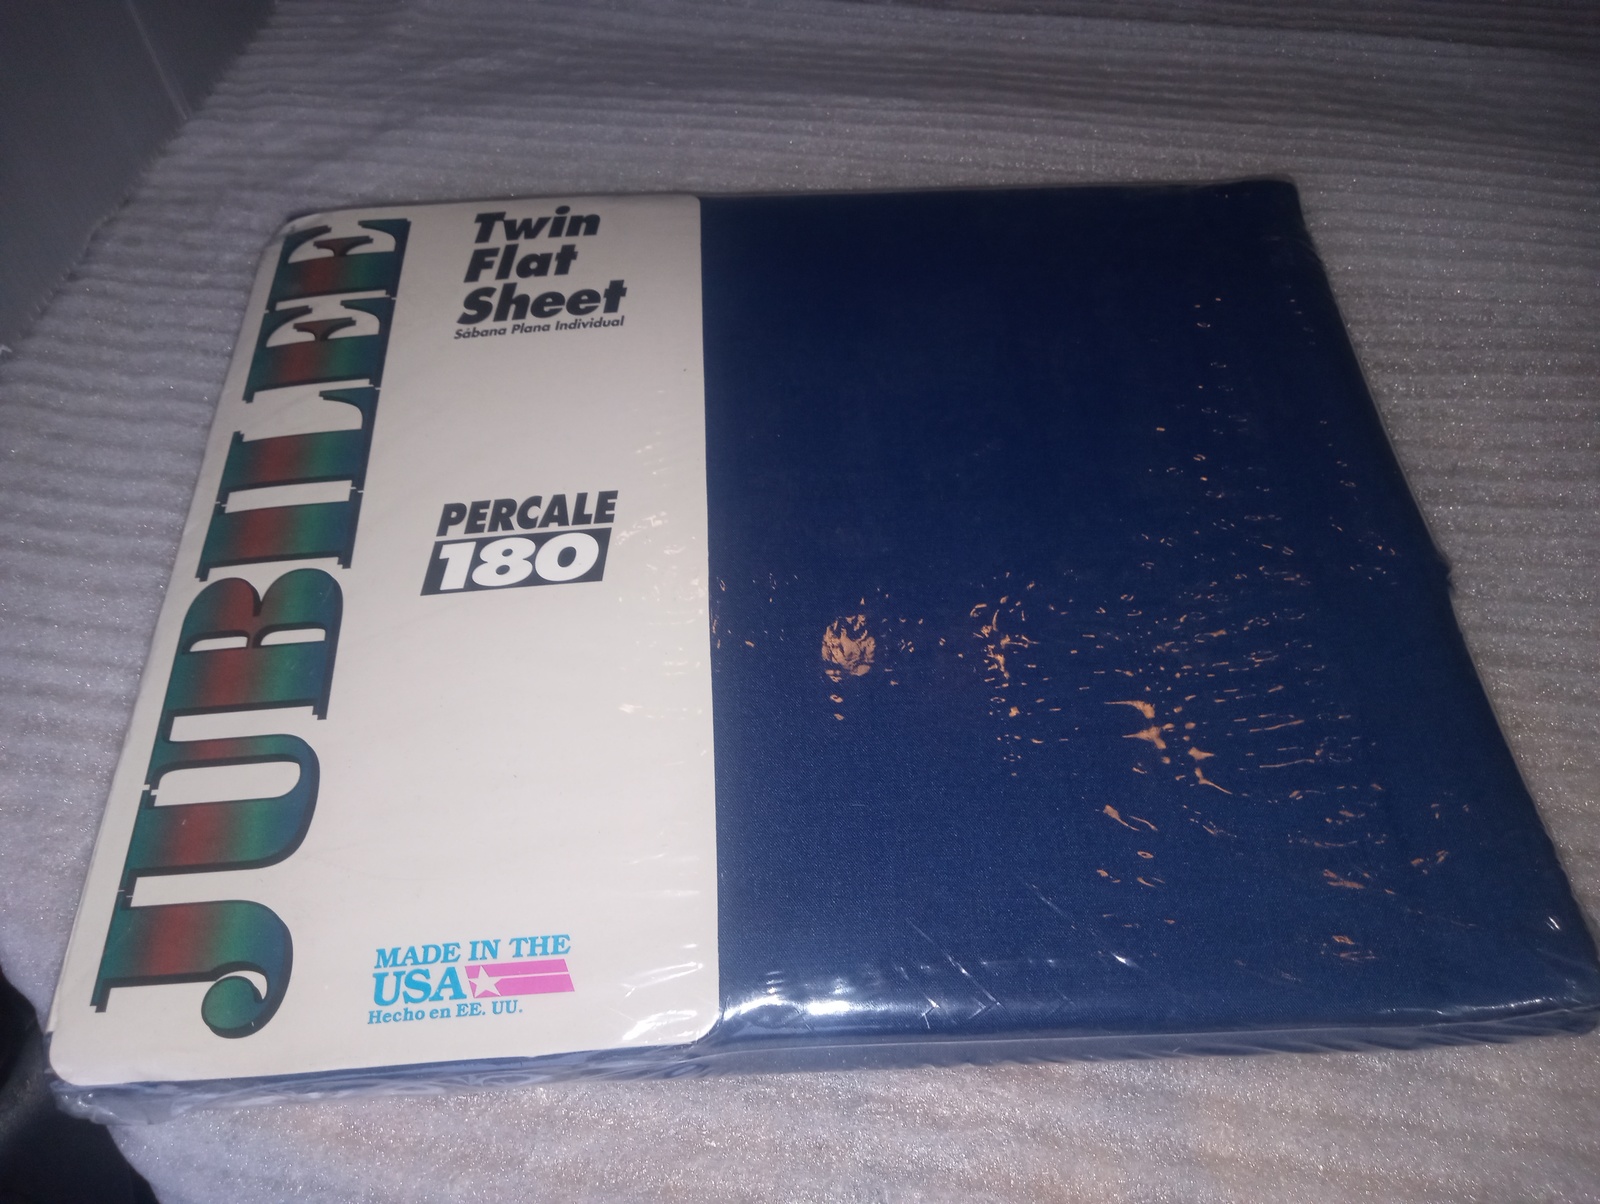 JUBILEE
Twin
Flat
Sheet
Sábana Plana Individual
PERCALE
180
MADE IN THE
USA
Hecho en EE. UU.